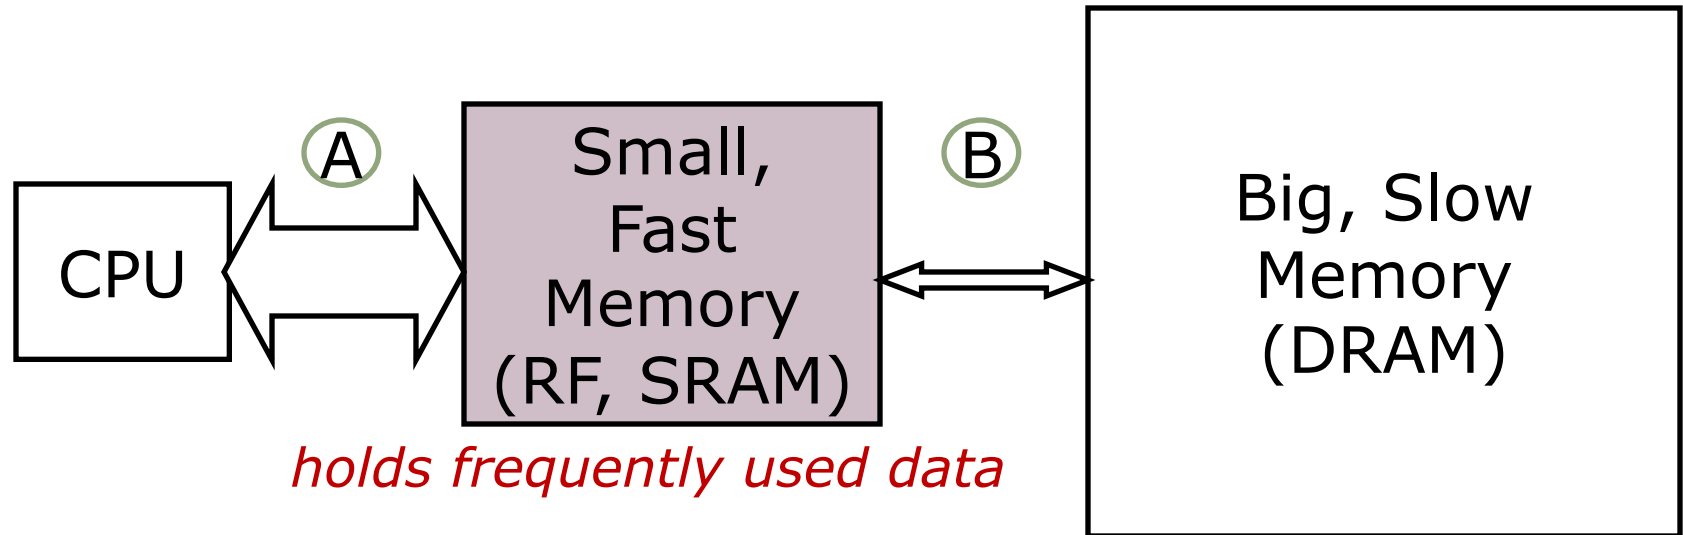 CPU
A
Small,
Fast
Memory
(RF, SRAM)
holds frequently used data
B
Big, Slow
Memory
(DRAM)